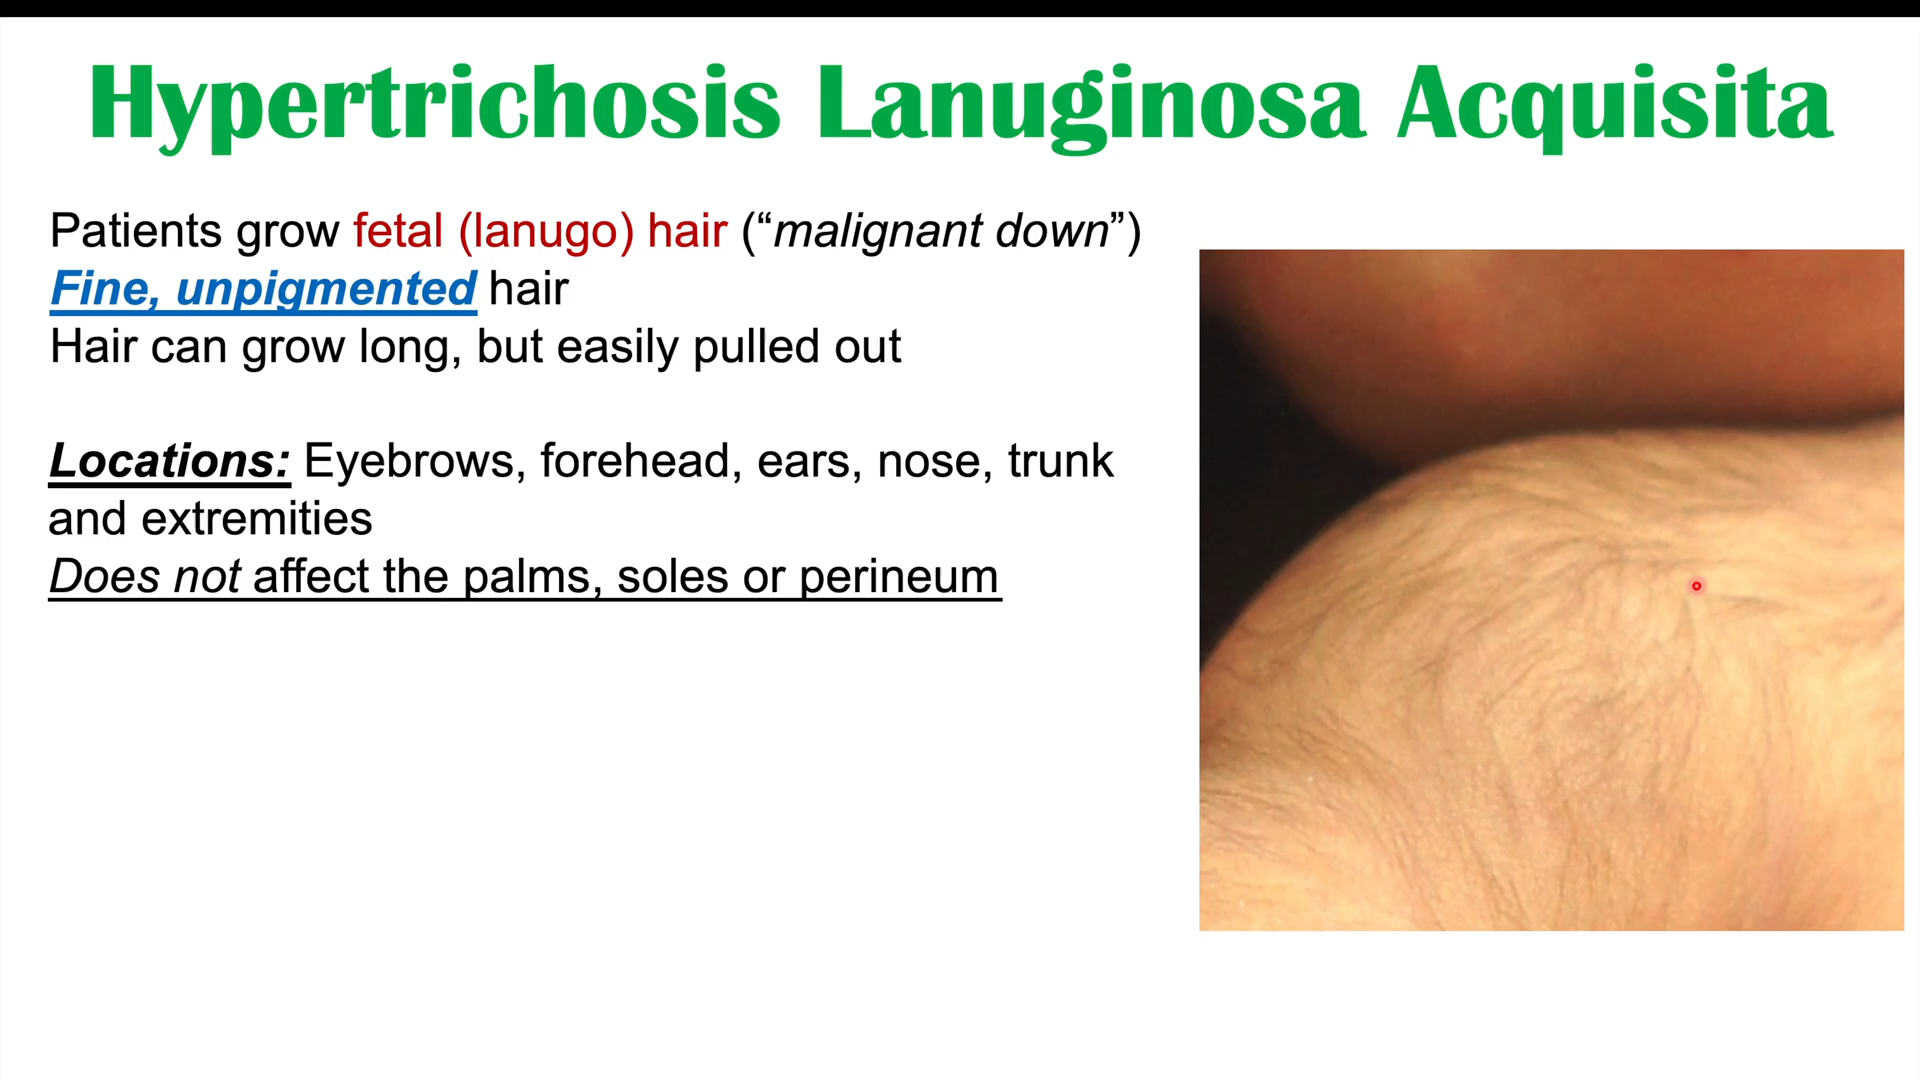 Hypertrichosis Lanuginosa Acquisita
Patients grow fetal (lanugo) hair (“malignant down”)
Fine, unpigmented hair
Hair can grow long, but easily pulled out
Locations: Eyebrows, forehead, ears, nose, trunk
and extremities
Does not affect the palms, soles or perineum